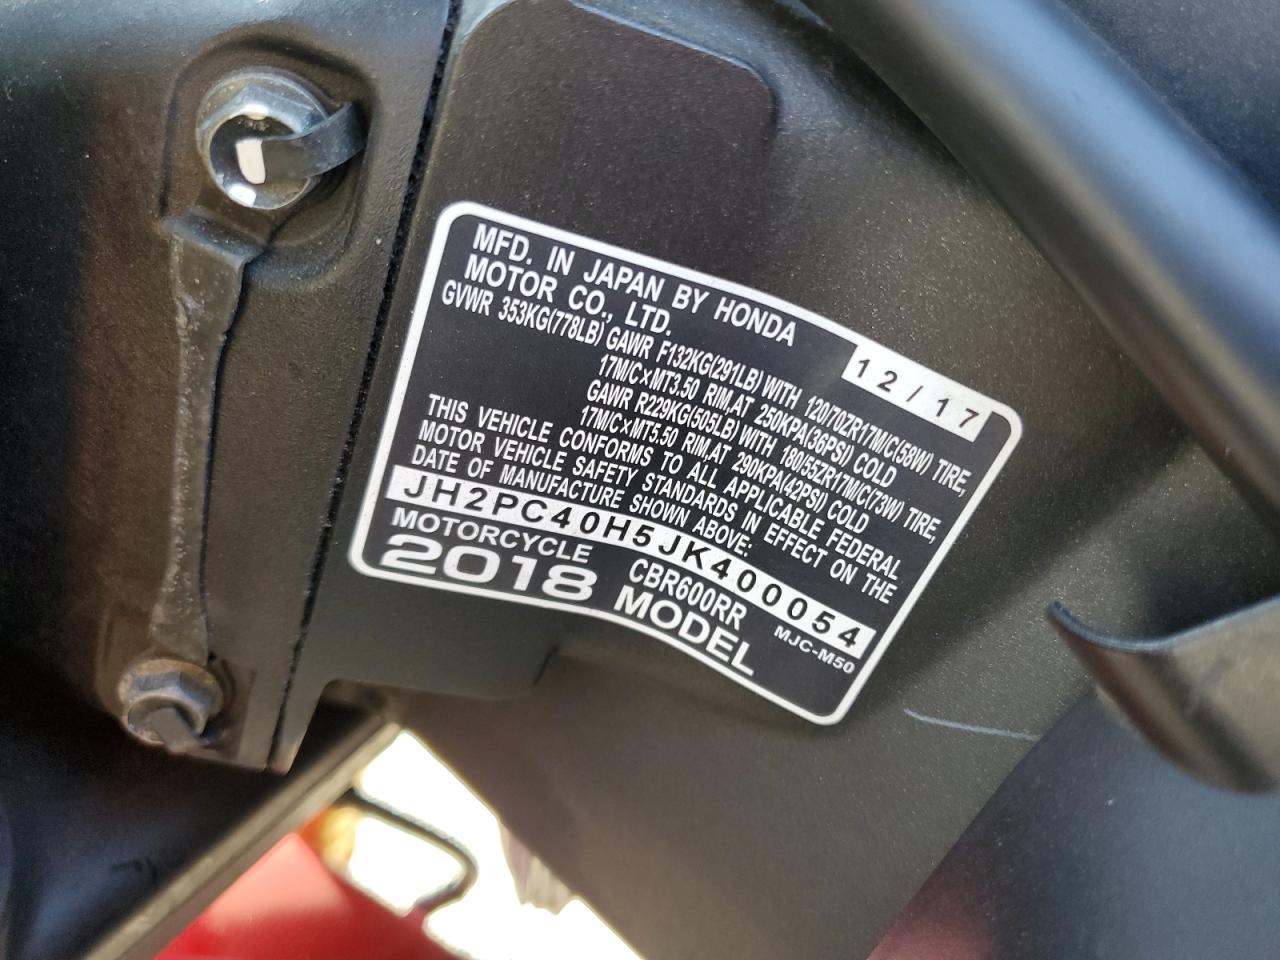 MFD. IN JAPAN BY HONDA
MOTOR CO., LTD.
12/17
GVWR 353KG(778LB) GAWR F132KG(291LB) WITH 120/70ZR17M/C(58W) TIRE,
17M/C×MT3.50 RIM,AT 250KPA(36PSI) COLD
GAWR R229KG(505LB) WITH 180/55ZR17M/C(73W) TIRE,
17M/C×MT5.50 RIM,AT 290KPA(42PSI) COLD
THIS VEHICLE CONFORMS TO ALL APPLICABLE FEDERAL
MOTOR VEHICLE SAFETY STANDARDS IN EFFECT ON THE
DATE OF MANUFACTURE SHOWN ABOVE:
JH2PC40H5JK400054
MOTORCYCLE CBR600RR MJC-M50
2018 MODEL